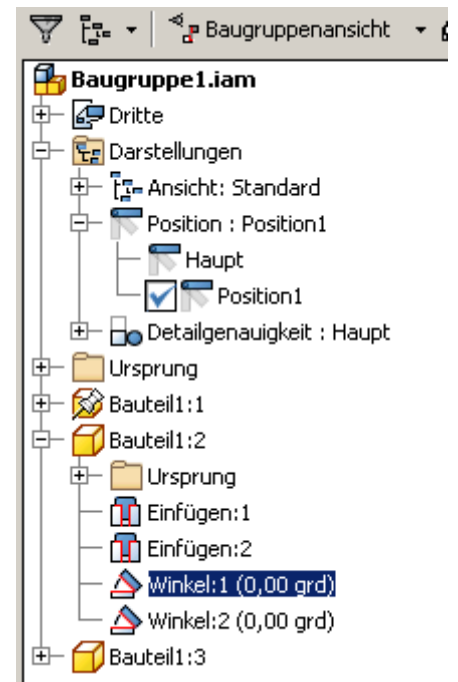 Baugruppenansicht
Baugruppe1.iam
Dritte
Darstellungen
Ansicht: Standard
Position : Position1
Haupt
Position1
Detailgenauigkeit : Haupt
Ursprung
Bauteil1:1
Bauteil1:2
Ursprung
Einfügen:1
Einfügen:2
Winkel:1 (0,00 grd)
Winkel:2 (0,00 grd)
Bauteil1:3